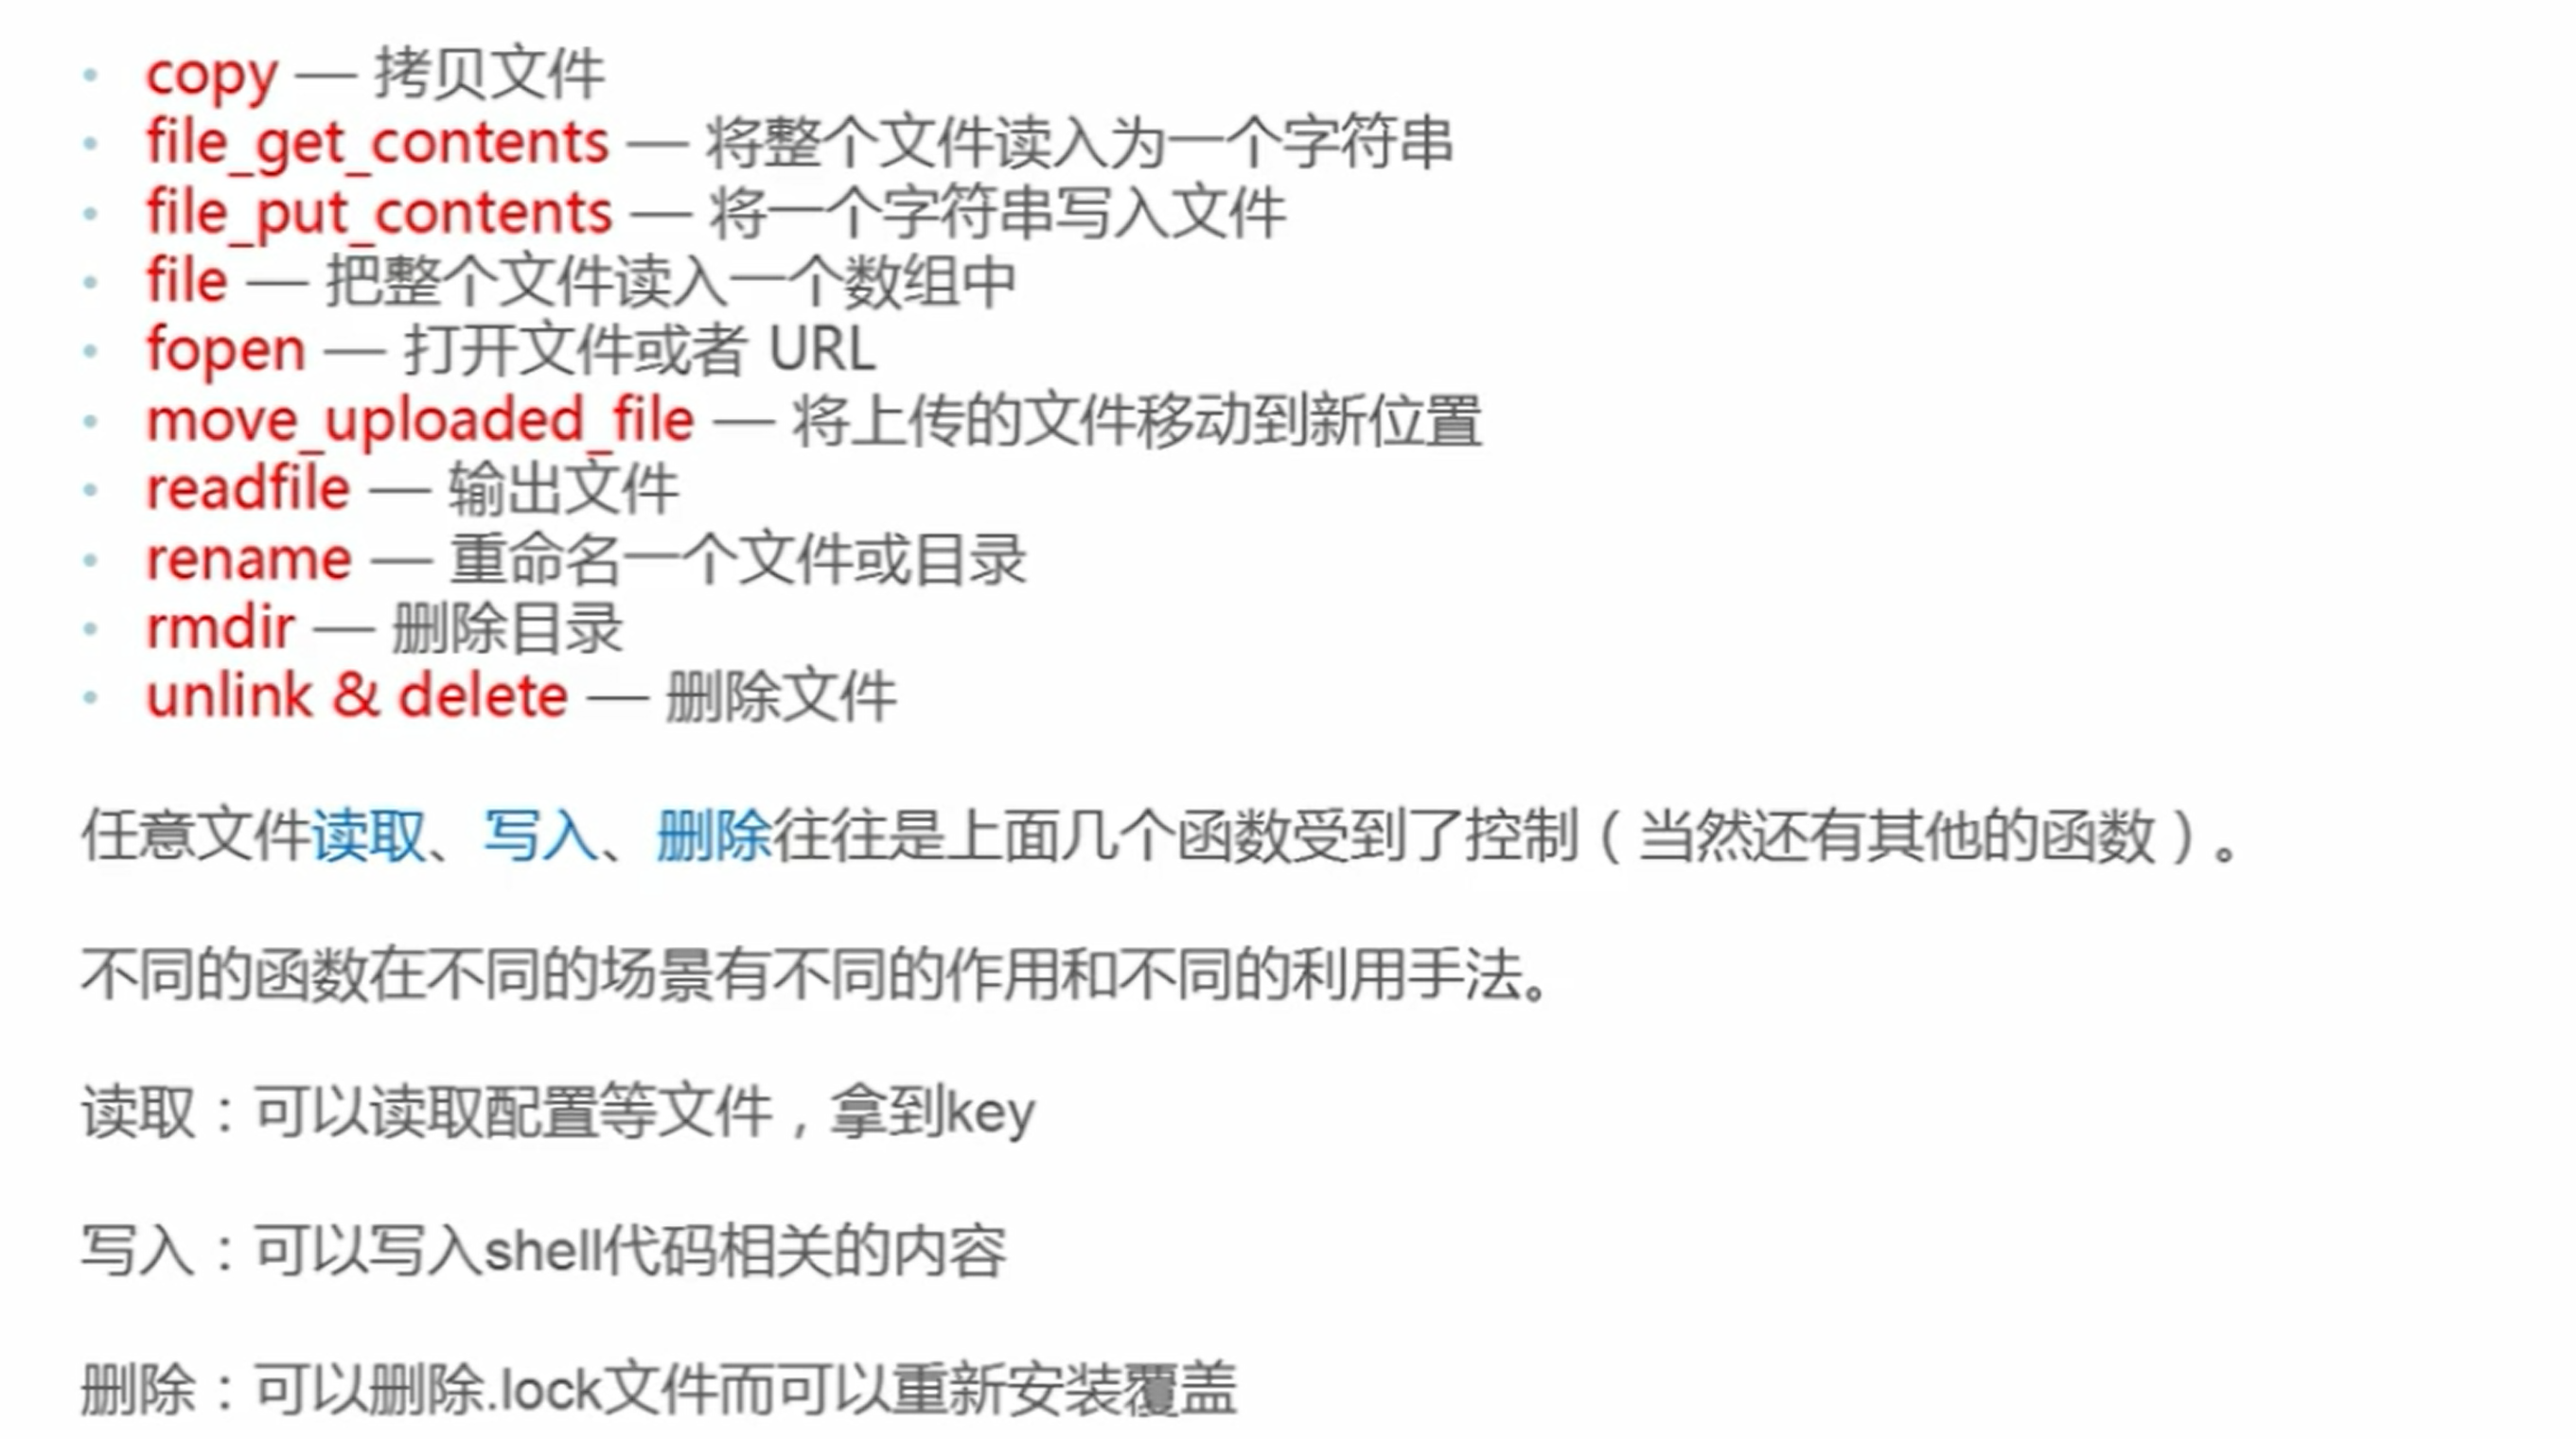 • copy — 拷贝文件
• file_get_contents — 将整个文件读入为一个字符串
• file_put_contents — 将一个字符串写入文件
• file — 把整个文件读入一个数组中
• fopen — 打开文件或者 URL
• move_uploaded_file — 将上传的文件移动到新位置
• readfile — 输出文件
• rename — 重命名一个文件或目录
• rmdir — 删除目录
• unlink & delete — 删除文件
任意文件读取、写入、删除往往是上面几个函数受到了控制（当然还有其他的函数）。
不同的函数在不同的场景有不同的作用和不同的利用手法。
读取：可以读取配置等文件，拿到key
写入：可以写入shell代码相关的内容
删除：可以删除.lock文件而可以重新安装覆盖